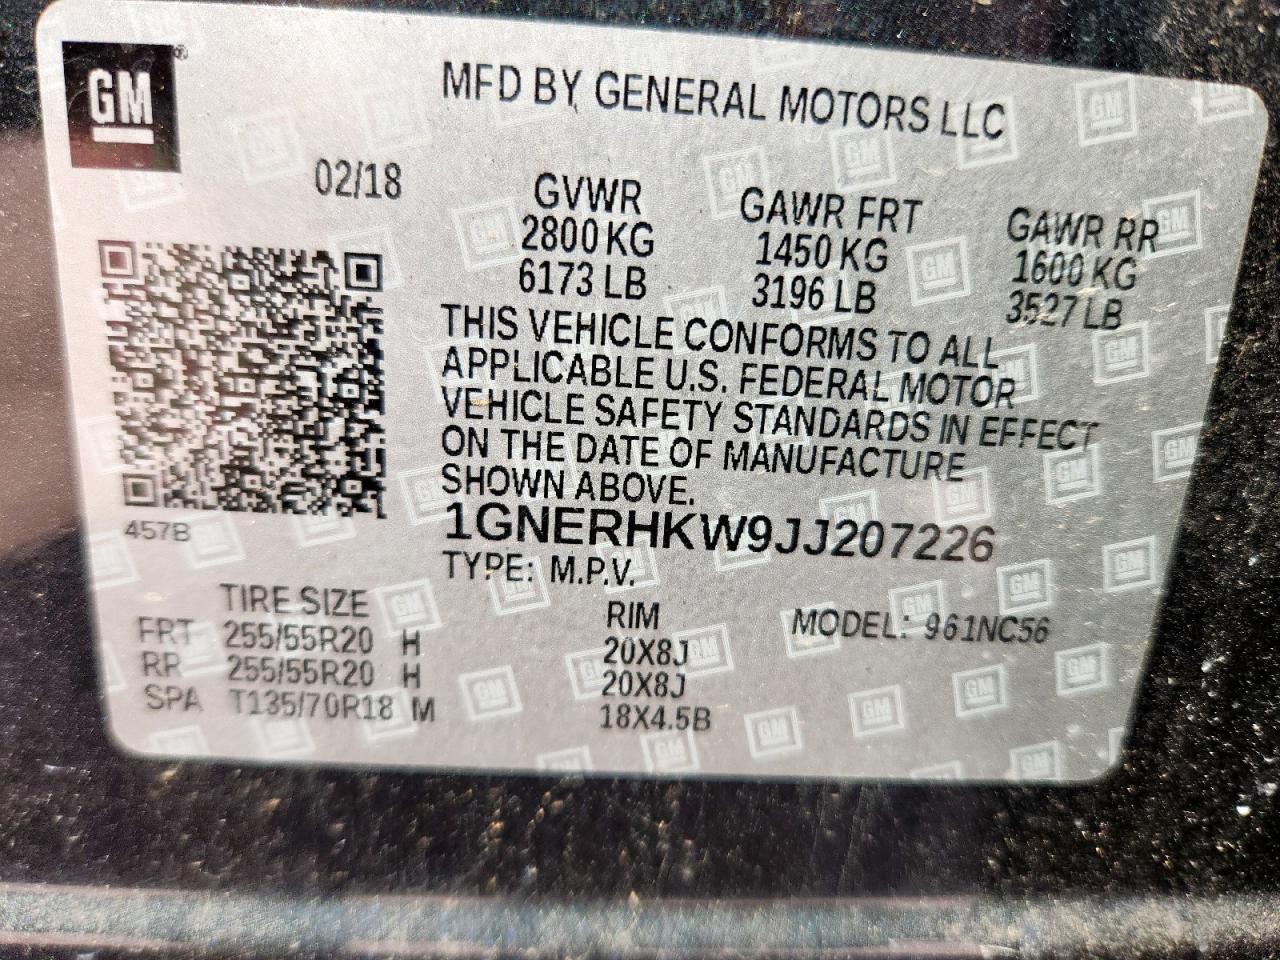 GM
MFD BY GENERAL MOTORS LLC
02/18
GVWR GAWR FRT GAWR RR
2800 KG 1450 KG 1600 KG
6173 LB 3196 LB 3527 LB
THIS VEHICLE CONFORMS TO ALL
APPLICABLE U.S. FEDERAL MOTOR
VEHICLE SAFETY STANDARDS IN EFFECT
ON THE DATE OF MANUFACTURE
SHOWN ABOVE.
457B
1GNERHKW9JJ207226
TYPE: M.P.V.
TIRE SIZE RIM MODEL: 961NC56
FRT 255/55R20 H 20X8J
RR 255/55R20 H 20X8J
SPA T135/70R18 M 18X4.5B